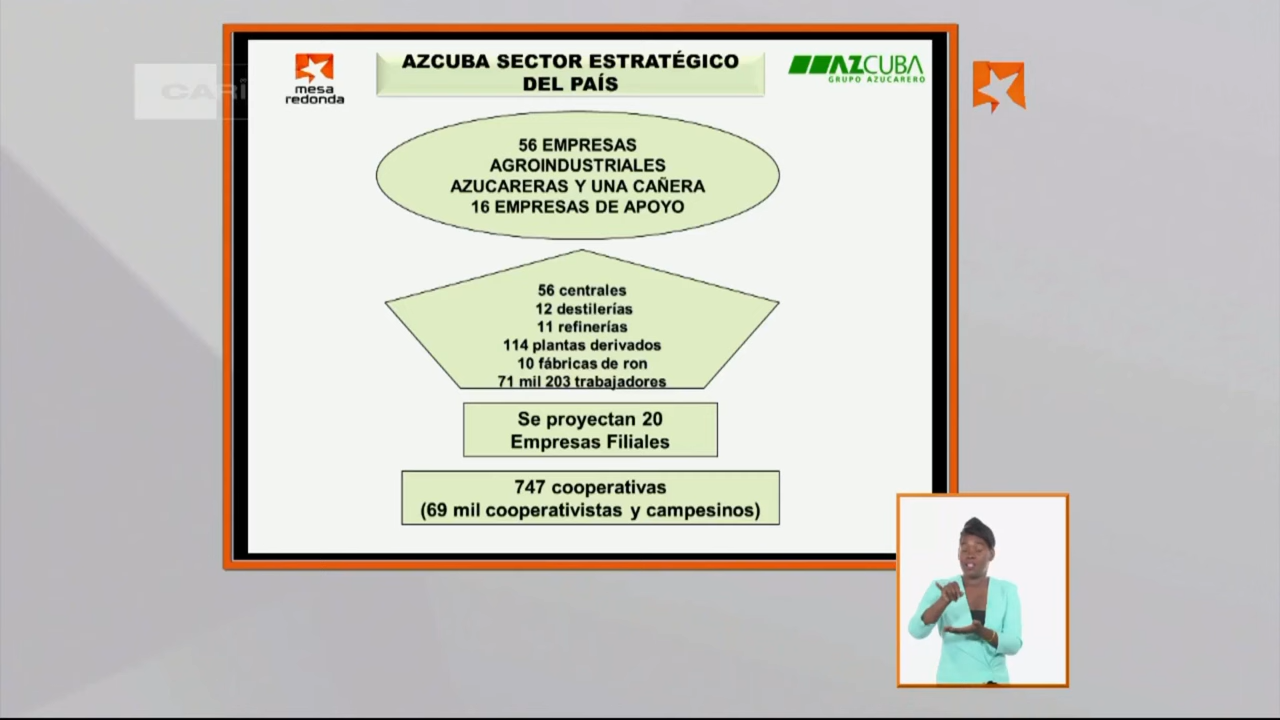 CARI
mesa
redonda
AZCUBA SECTOR ESTRATÉGICO
DEL PAÍS
AZCUBA
GRUPO AZUCARERO
56 EMPRESAS
AGROINDUSTRIALES
AZUCARERAS Y UNA CAÑERA
16 EMPRESAS DE APOYO
56 centrales
12 destilerías
11 refinerías
114 plantas derivados
10 fábricas de ron
71 mil 203 trabajadores
Se proyectan 20
Empresas Filiales
747 cooperativas
(69 mil cooperativistas y campesinos)